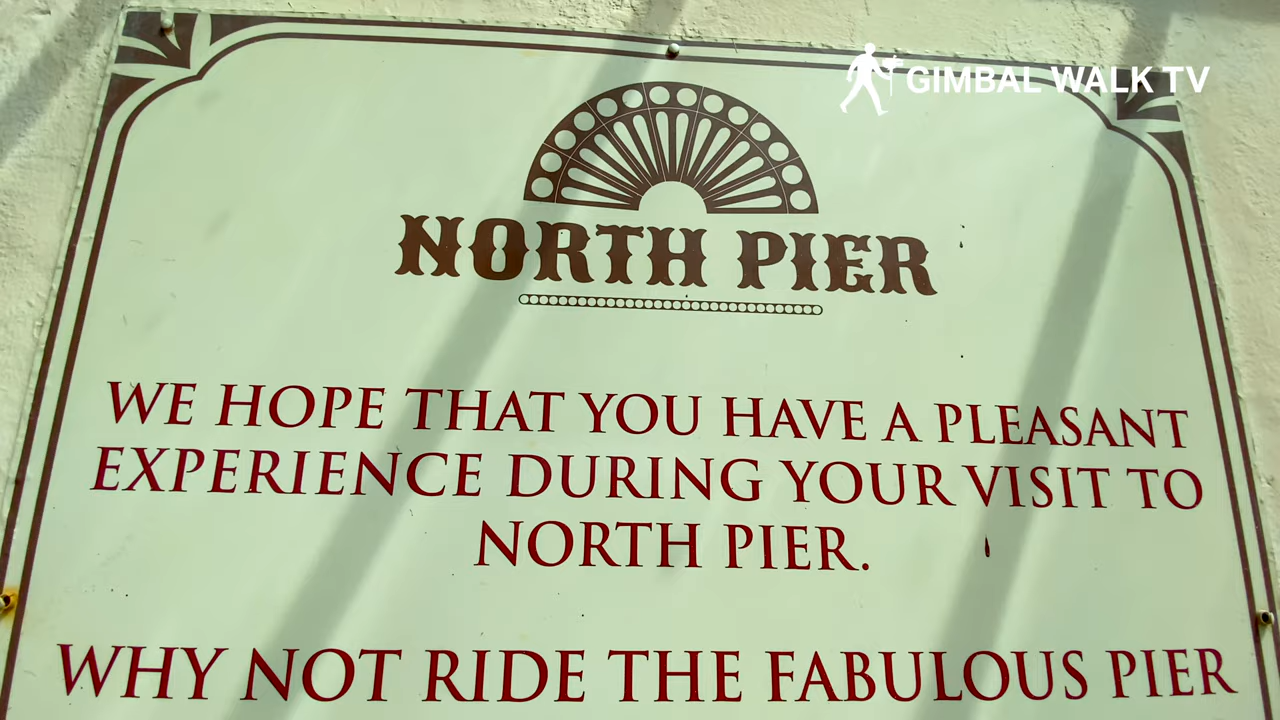 GIMBAL WALK TV
NORTH PIER
WE HOPE THAT YOU HAVE A PLEASANT
EXPERIENCE DURING YOUR VISIT TO
NORTH PIER.
WHY NOT RIDE THE FABULOUS PIER